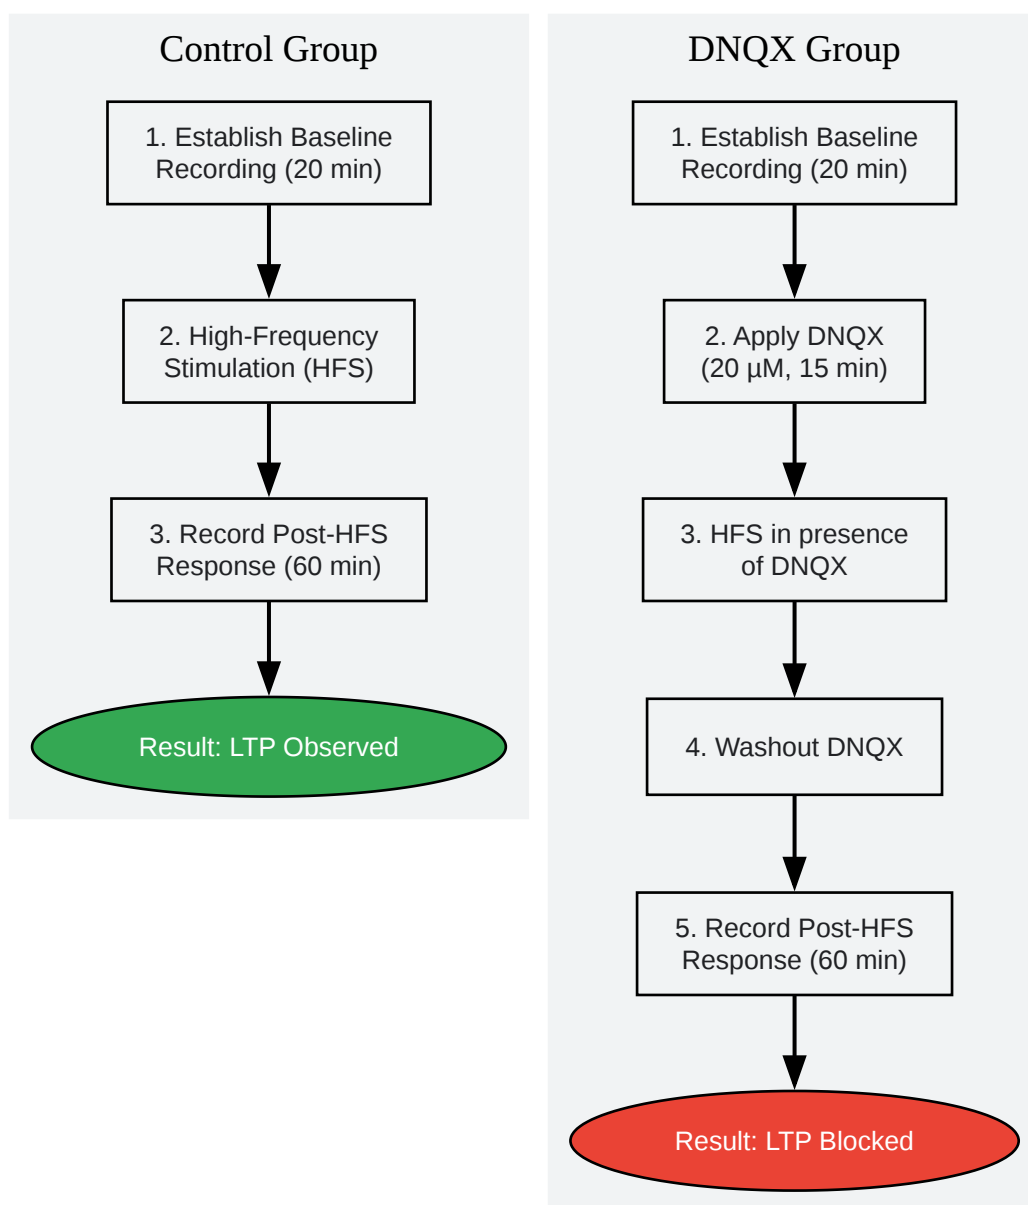 Control Group
1. Establish Baseline
Recording (20 min)
2. High-Frequency
Stimulation (HFS)
3. Record Post-HFS
Response (60 min)
Result: LTP Observed
DNQX Group
1. Establish Baseline
Recording (20 min)
2. Apply DNQX
(20 µM, 15 min)
3. HFS in presence
of DNQX
4. Washout DNQX
5. Record Post-HFS
Response (60 min)
Result: LTP Blocked